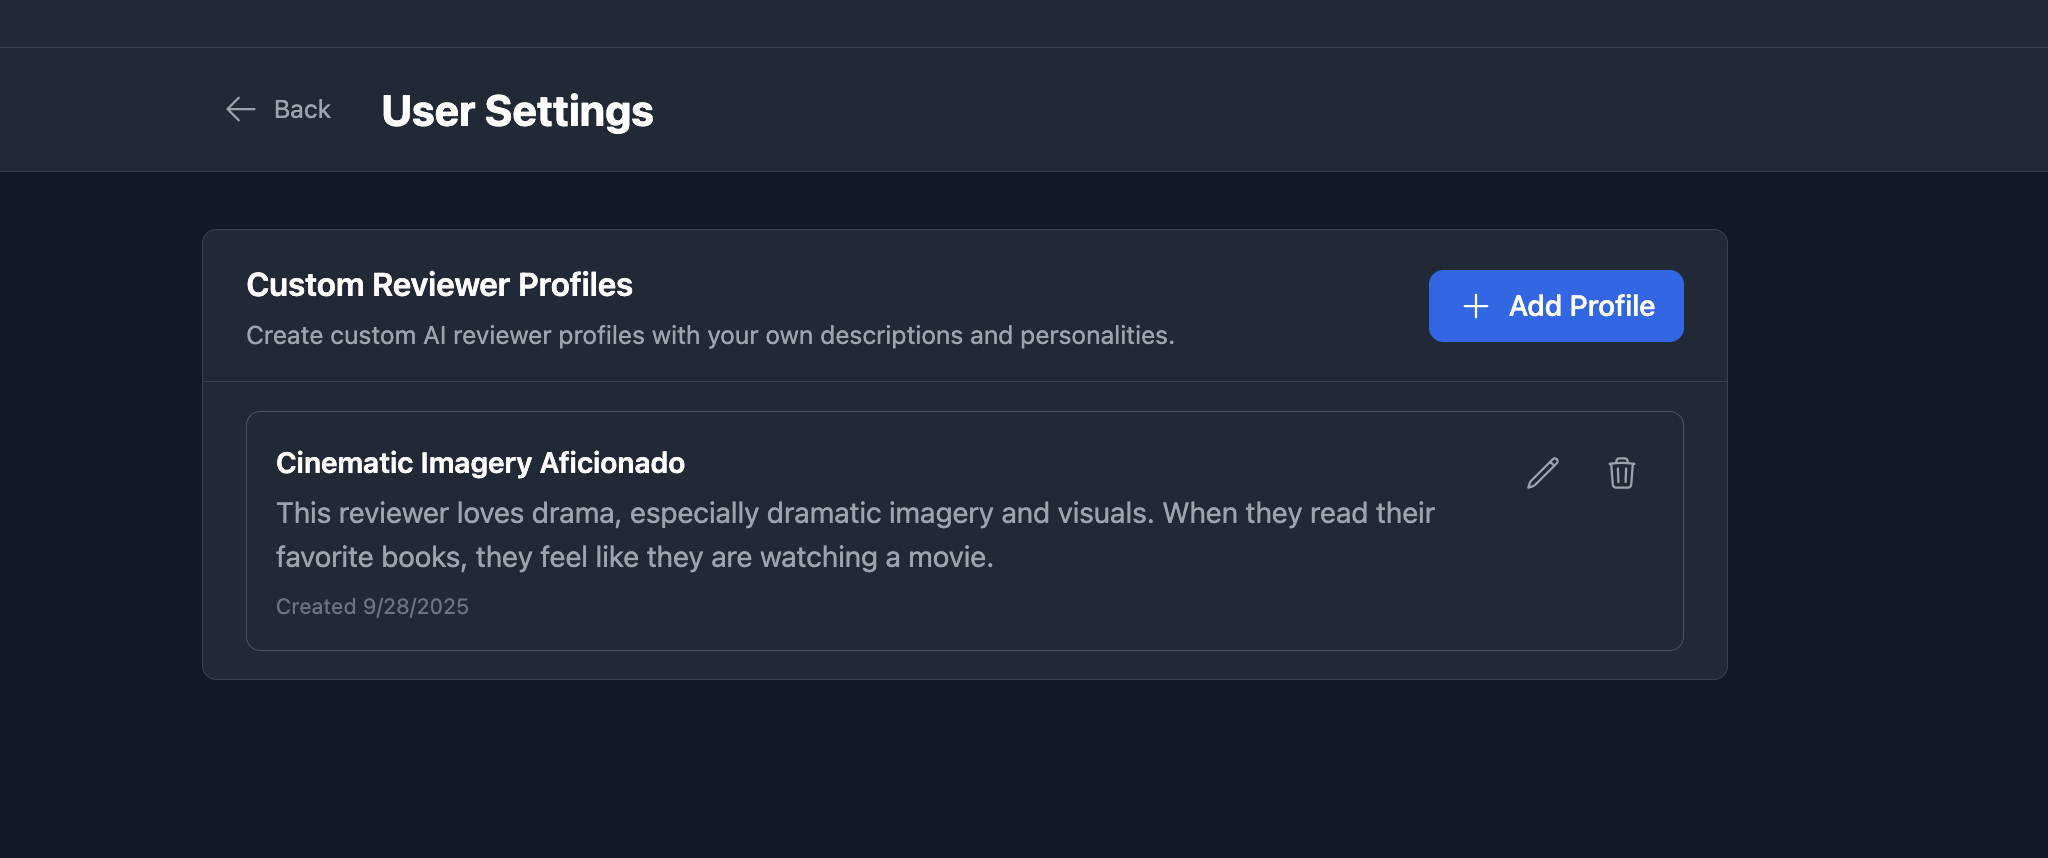 Back
User Settings
Custom Reviewer Profiles
Create custom AI reviewer profiles with your own descriptions and personalities.
Add Profile
Cinematic Imagery Aficionado
This reviewer loves drama, especially dramatic imagery and visuals. When they read their
favorite books, they feel like they are watching a movie.
Created 9/28/2025